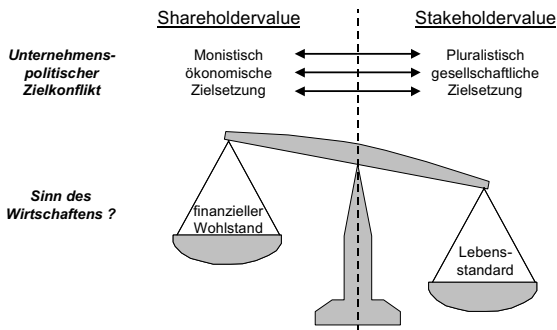 Shareholdervalue
Stakeholdervalue
Unternehmens-
politischer
Zielkonflikt
Monistisch
ökonomische
Zielsetzung
Pluralistisch
gesellschaftliche
Zielsetzung
Sinn des
Wirtschaftens ?
finanzieller
Wohlstand
Lebens-
standard